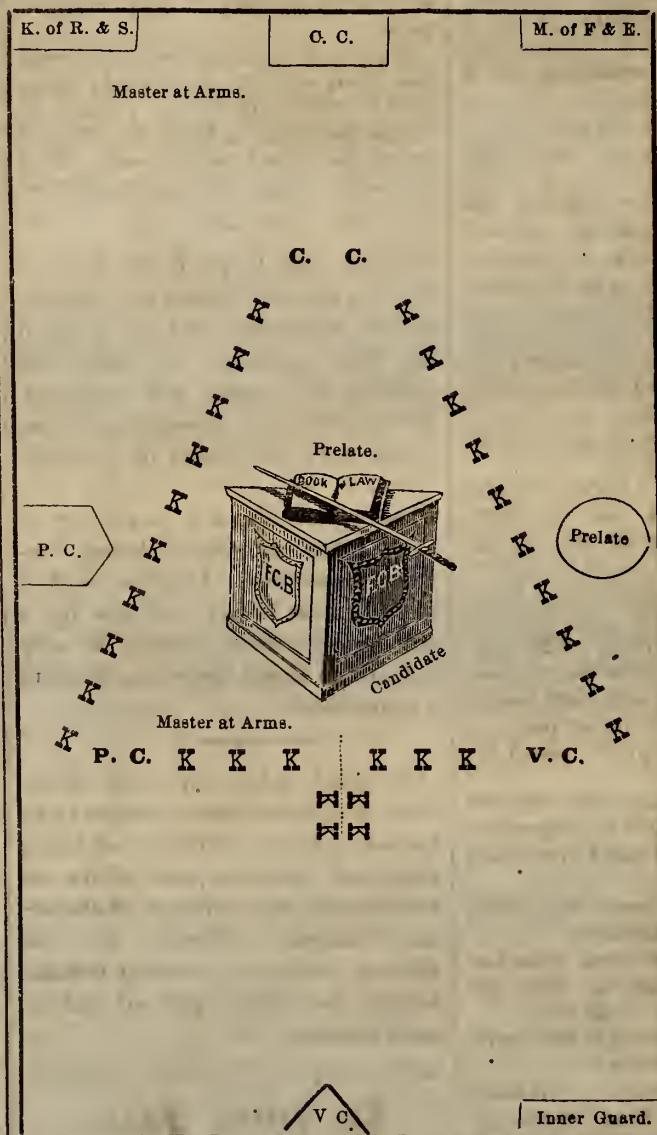 K. of R. & S. C. C. M. of F & E.
Master at Arms.
C. C.
K K
K K
K K
K K
Prelate.
BOOK LAW
K K
P. C. K K Prelate
F.C.B F.C.B.
K K
K K
Candidate
K K
Master at Arms.
K K
P. C. K K K K K K V. C.
K K
K K
V C
Inner Guard.